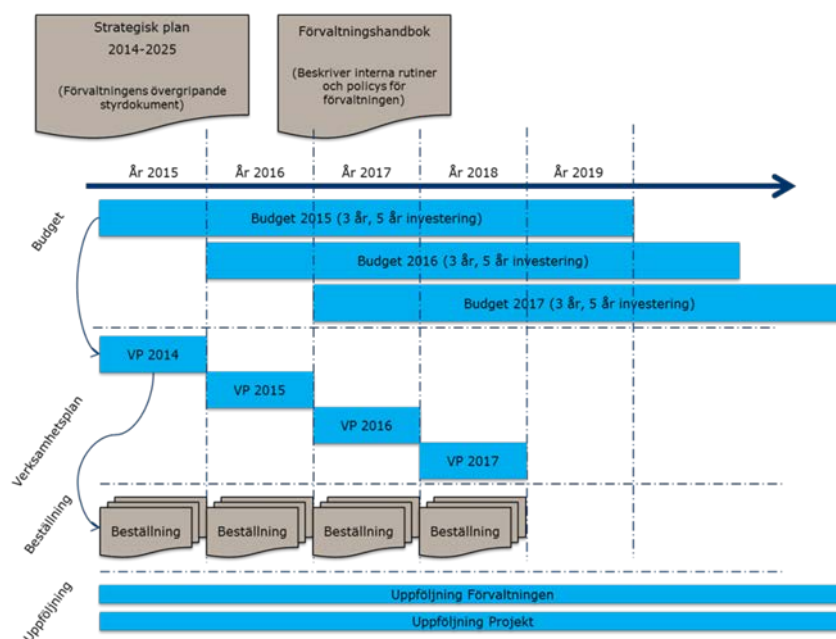 Strategisk plan
2014-2025
(Förvaltningens övergripande
styrdokument)
Förvaltningshandbok
(Beskriver interna rutiner
och policys för
förvaltningen)
År 2015
År 2016
År 2017
År 2018
År 2019
Budget
Budget 2015 (3 år, 5 år investering)
Budget 2016 (3 år, 5 år investering)
Budget 2017 (3 år, 5 år investering)
Verksamhetsplan
VP 2014
VP 2015
VP 2016
VP 2017
Beställning
Beställning
Beställning
Beställning
Beställning
Uppföljning
Uppföljning Förvaltningen
Uppföljning Projekt